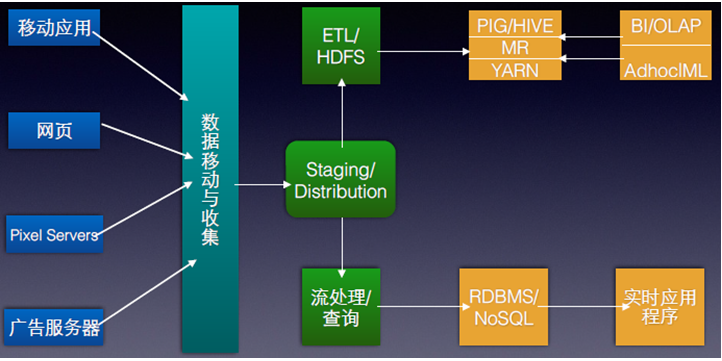 移动应用
网页
Pixel Servers
广告服务器
数据移动与收集
ETL/
HDFS
Staging/
Distribution
流处理/
查询
PIG/HIVE
MR
YARN
BI/OLAP
AdhocIML
RDBMS/
NoSQL
实时应用
程序